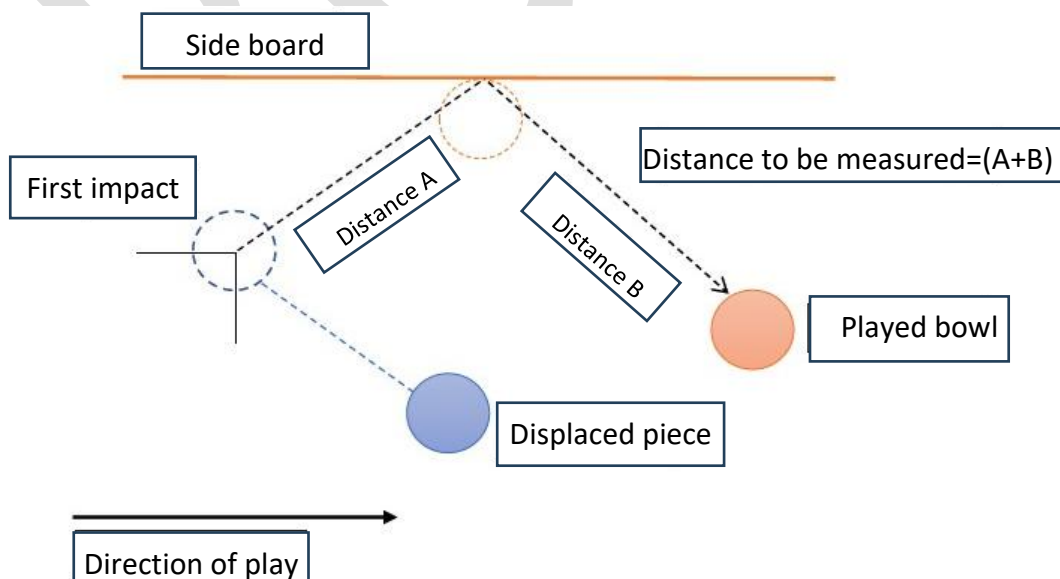 Side board
Distance to be measured=(A+B)
First impact
Distance A
Distance B
Played bowl
Displaced piece
Direction of play